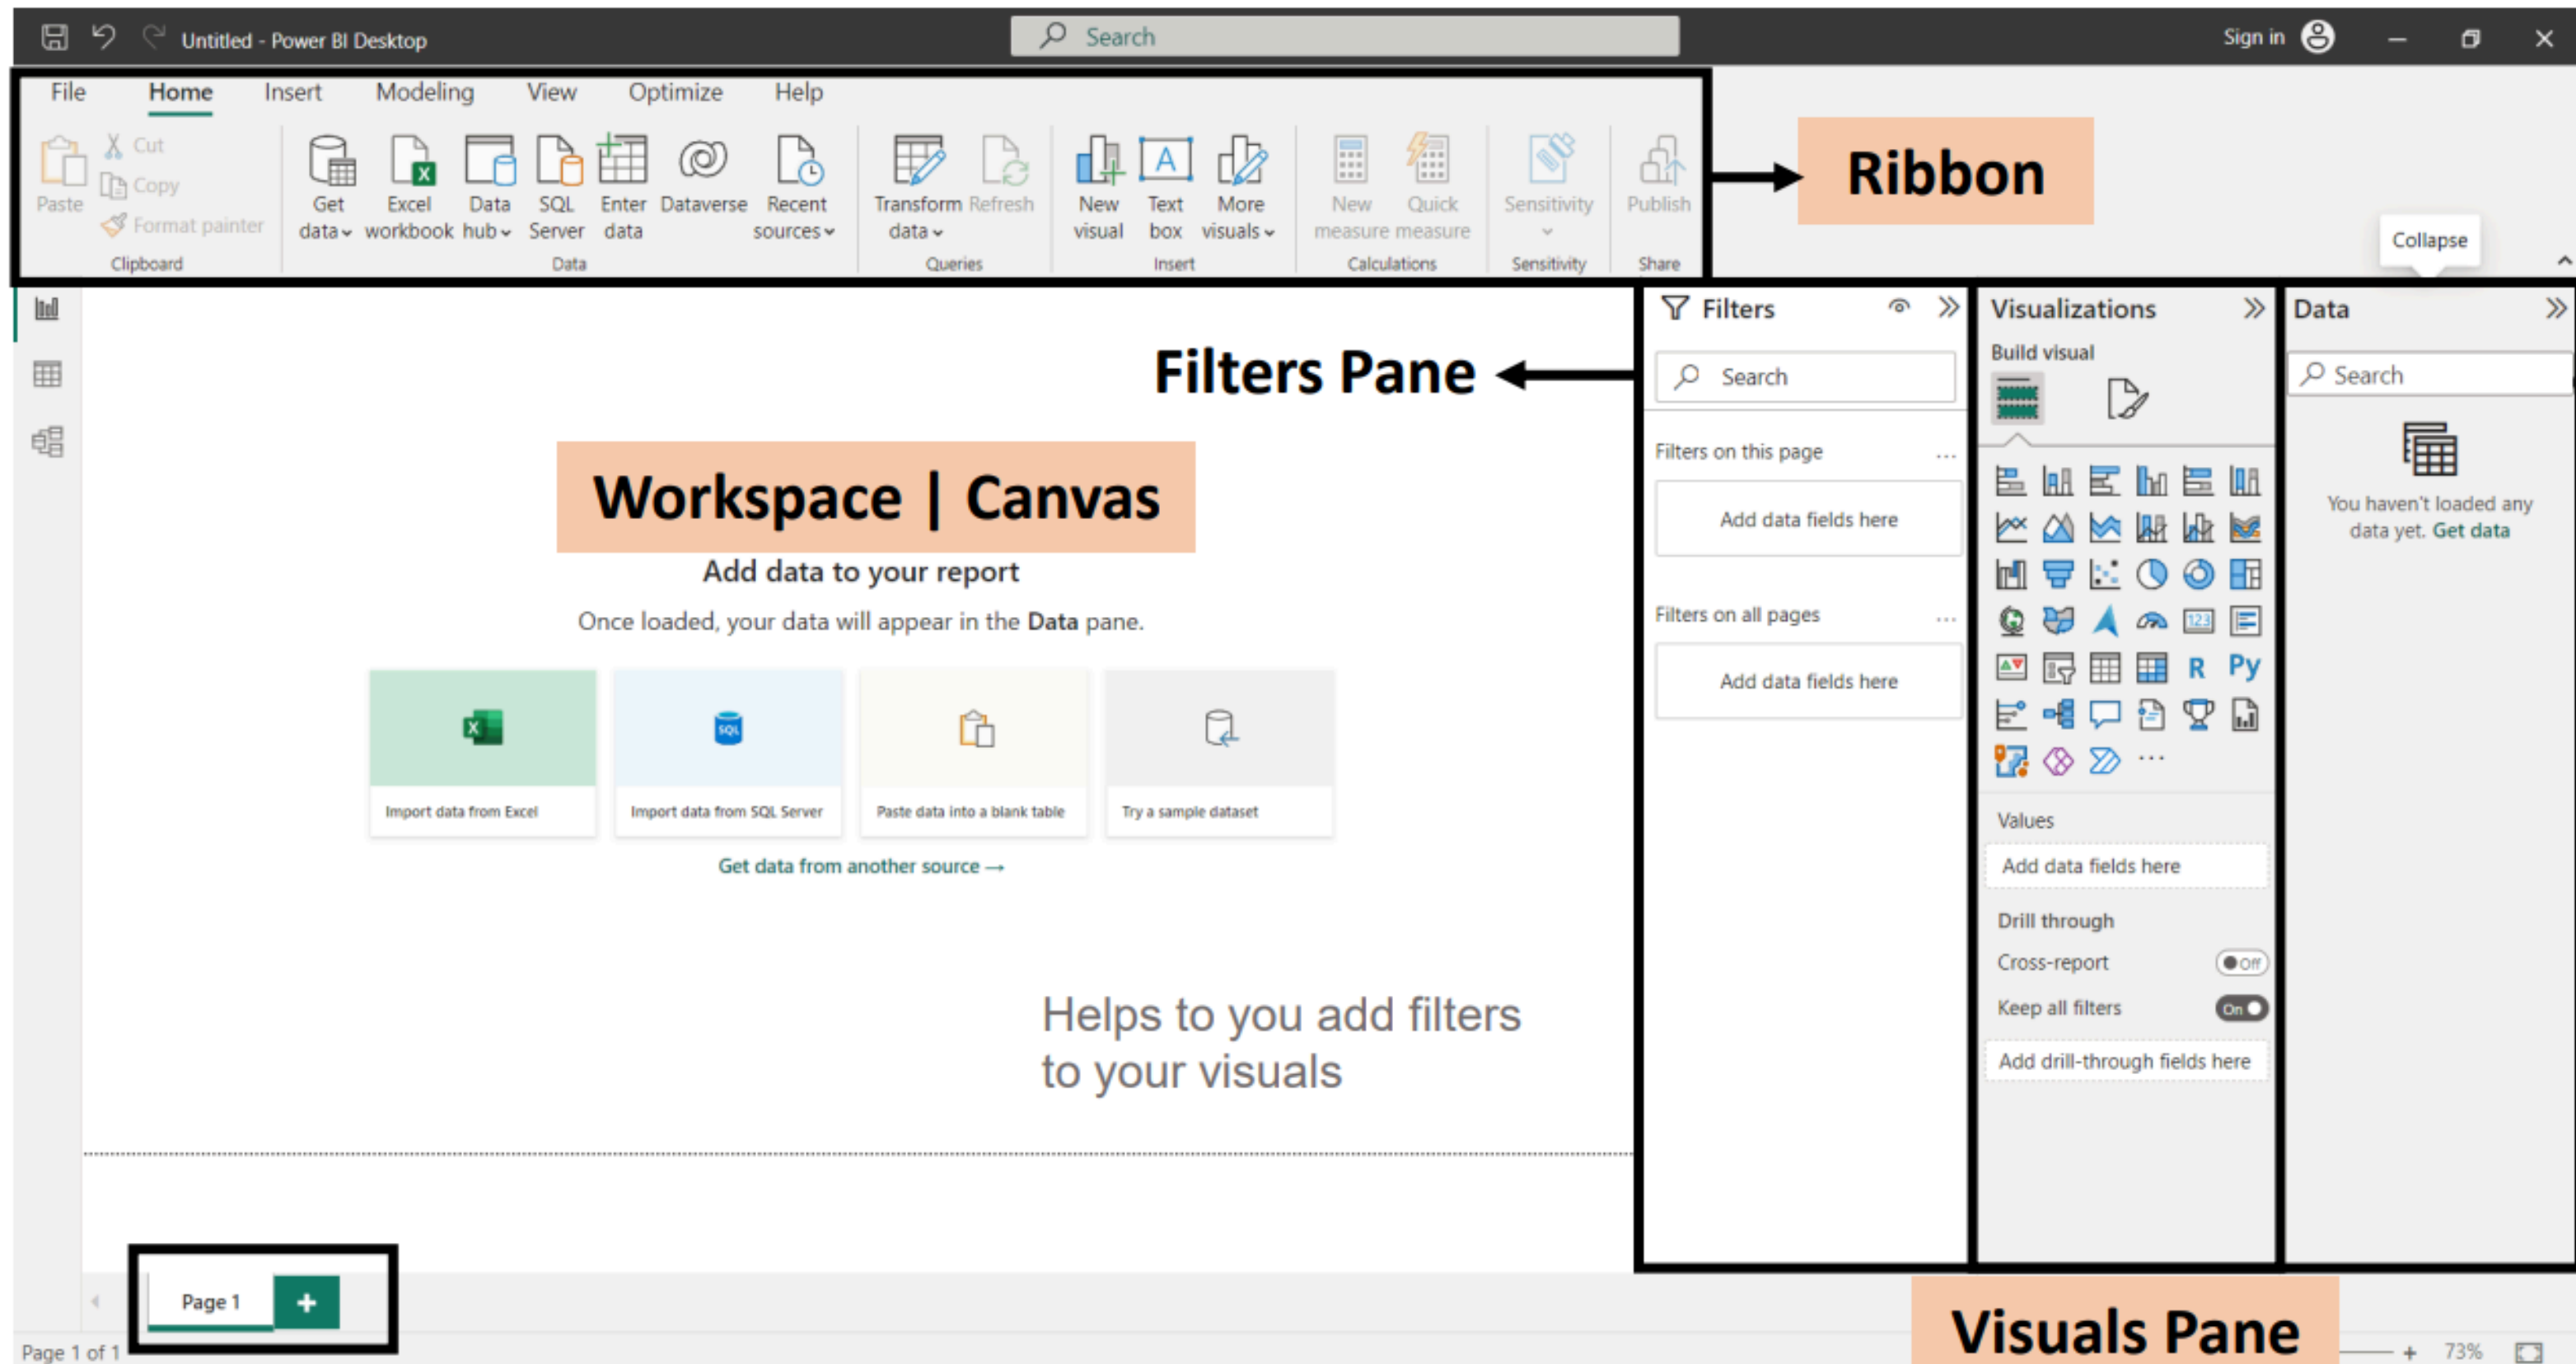 Untitled - Power BI Desktop
Search
Sign in
File Home Insert Modeling View Optimize Help
Paste
Cut
Copy
Format painter
Clipboard
Get data
Excel workbook
Data hub
SQL Server
Enter data
Dataverse
Recent sources
Data
Transform data
Refresh
Queries
New visual
Text box
More visuals
Insert
New measure
Quick measure
Calculations
Sensitivity
Sensitivity
Publish
Share
Ribbon
Collapse
Filters Pane
Workspace | Canvas
Add data to your report
Once loaded, your data will appear in the Data pane.
SQL
Import data from Excel
Import data from SQL Server
Paste data into a blank table
Try a sample dataset
Get data from another source →
Helps to you add filters
to your visuals
Filters
Search
Filters on this page ...
Add data fields here
Filters on all pages ...
Add data fields here
Visualizations
Build visual
123
R Py
...
Values
Add data fields here
Drill through
Cross-report Off
Keep all filters On
Add drill-through fields here
Data
Search
You haven't loaded any
data yet. Get data
Page 1 +
Visuals Pane
Page 1 of 1
+ 73%